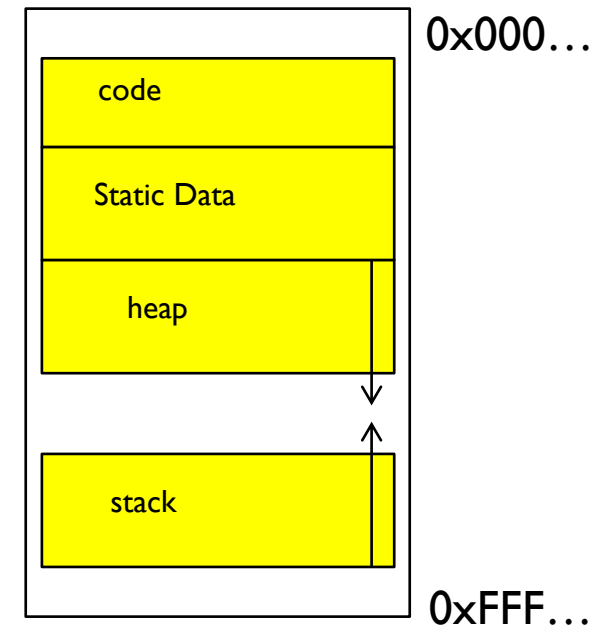 0x000…
code
Static Data
heap
stack
0xFFF…